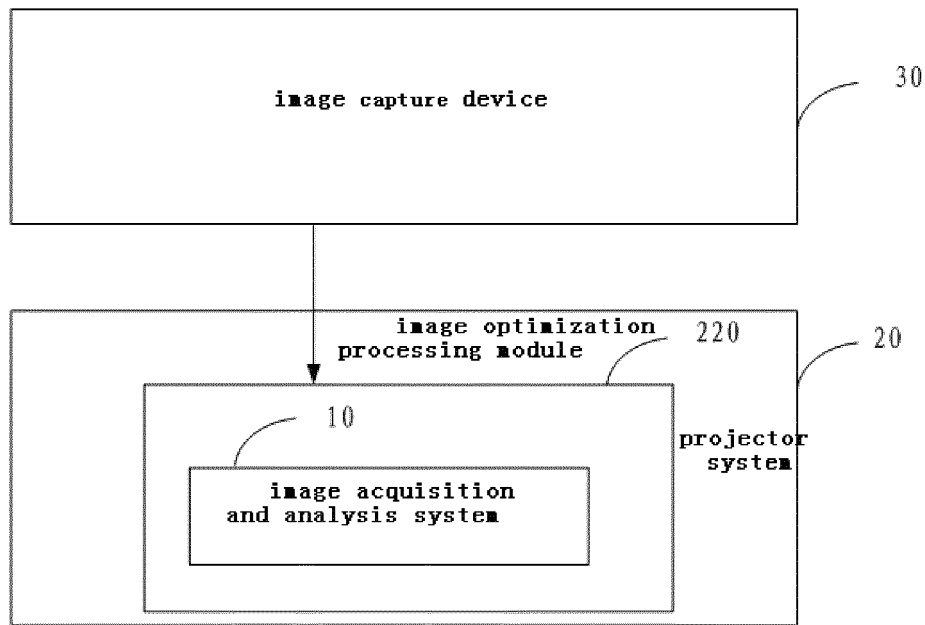 image capture device
30
image optimization
processing module
220
20
10
projector
system
image acquisition
and analysis system